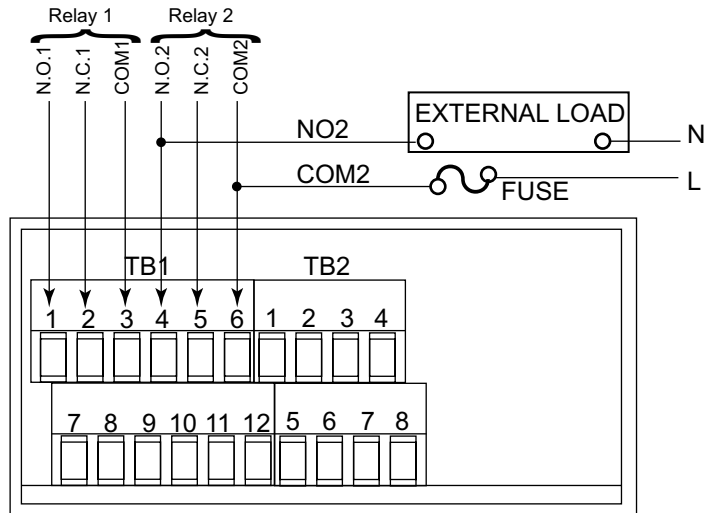 Relay 1 Relay 2
N.O.1 N.C.1 COM1 N.O.2 N.C.2 COM2
EXTERNAL LOAD
NO2 N
COM2 L
FUSE
TB1 TB2
1 2 3 4 5 6 1 2 3 4
7 8 9 10 11 12 5 6 7 8